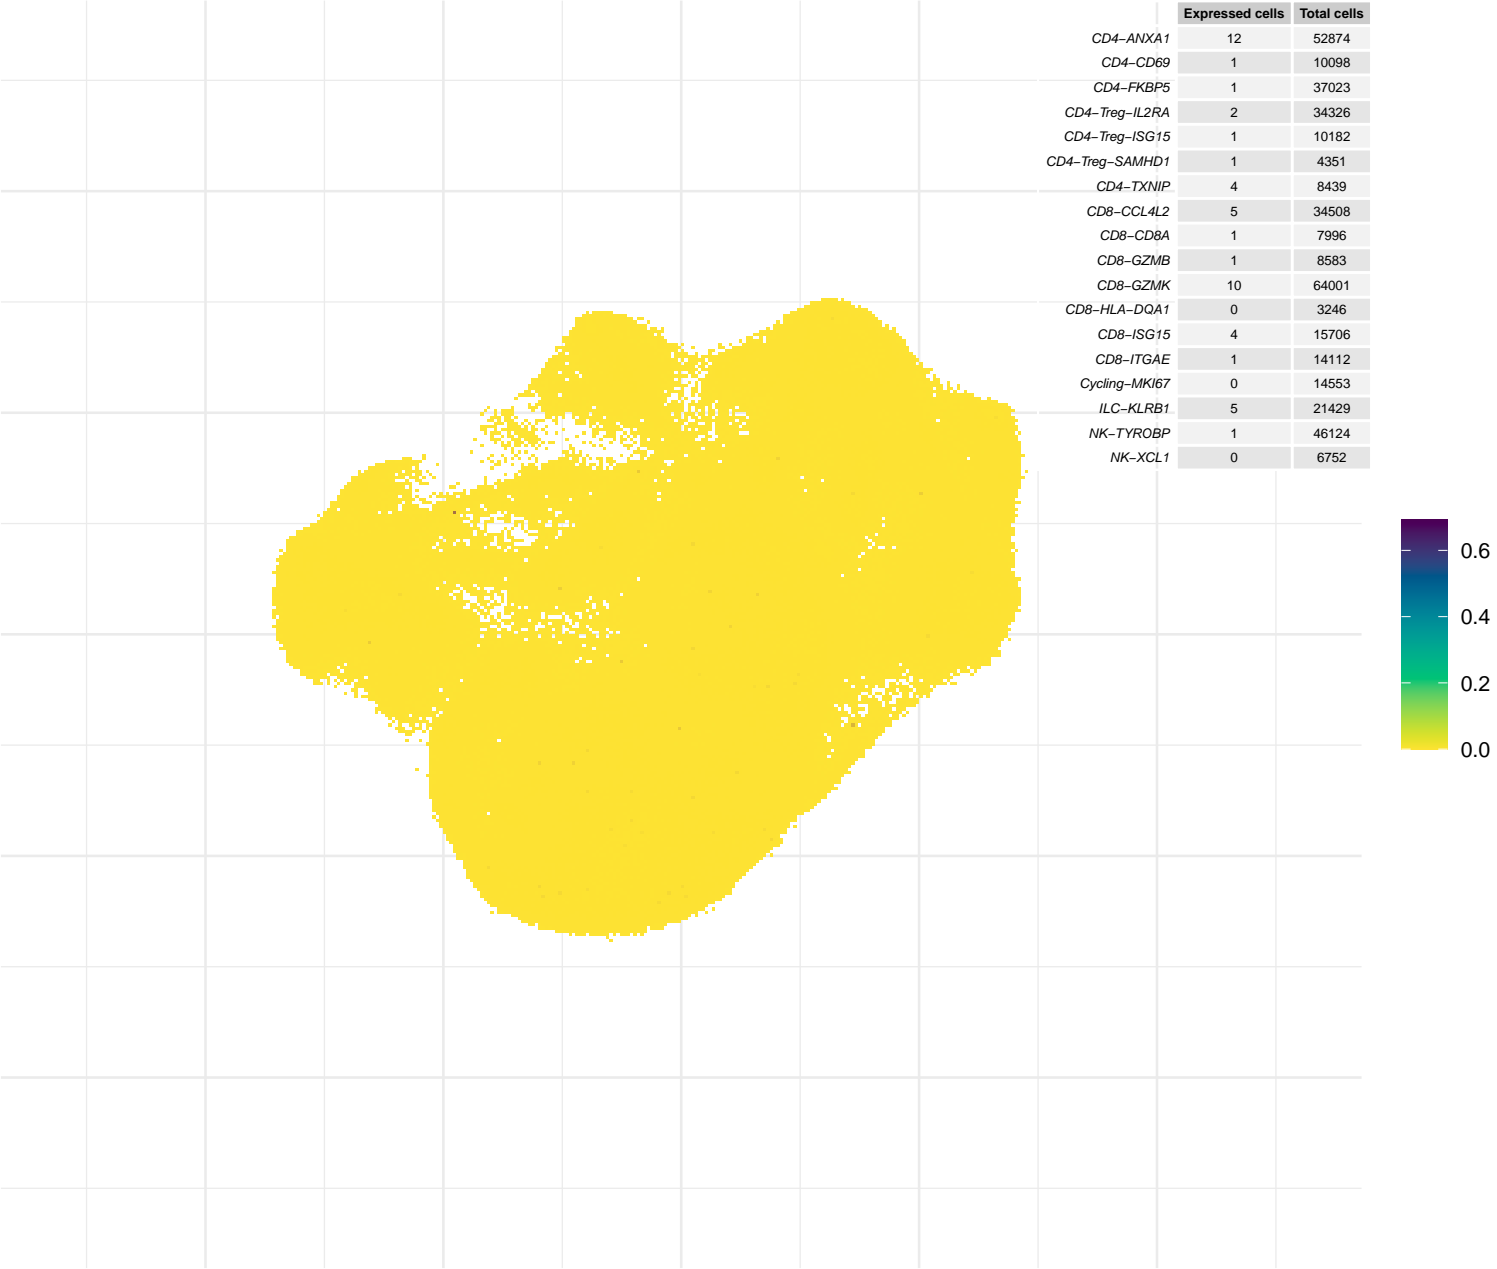 Expressed cells Total cells
CD4−ANXA1 12 52874
CD4−CD69 1 10098
CD4−FKBP5 1 37023
CD4−Treg−IL2RA 2 34326
CD4−Treg−ISG15 1 10182
CD4−Treg−SAMHD1 1 4351
CD4−TXNIP 4 8439
CD8−CCL4L2 5 34508
CD8−CD8A 1 7996
CD8−GZMB 1 8583
CD8−GZMK 10 64001
CD8−HLA−DQA1 0 3246
CD8−ISG15 4 15706
CD8−ITGAE 1 14112
Cycling−MKI67 0 14553
ILC−KLRB1 5 21429
NK−TYROBP 1 46124
NK−XCL1 0 6752
0.6
0.4
0.2
0.0